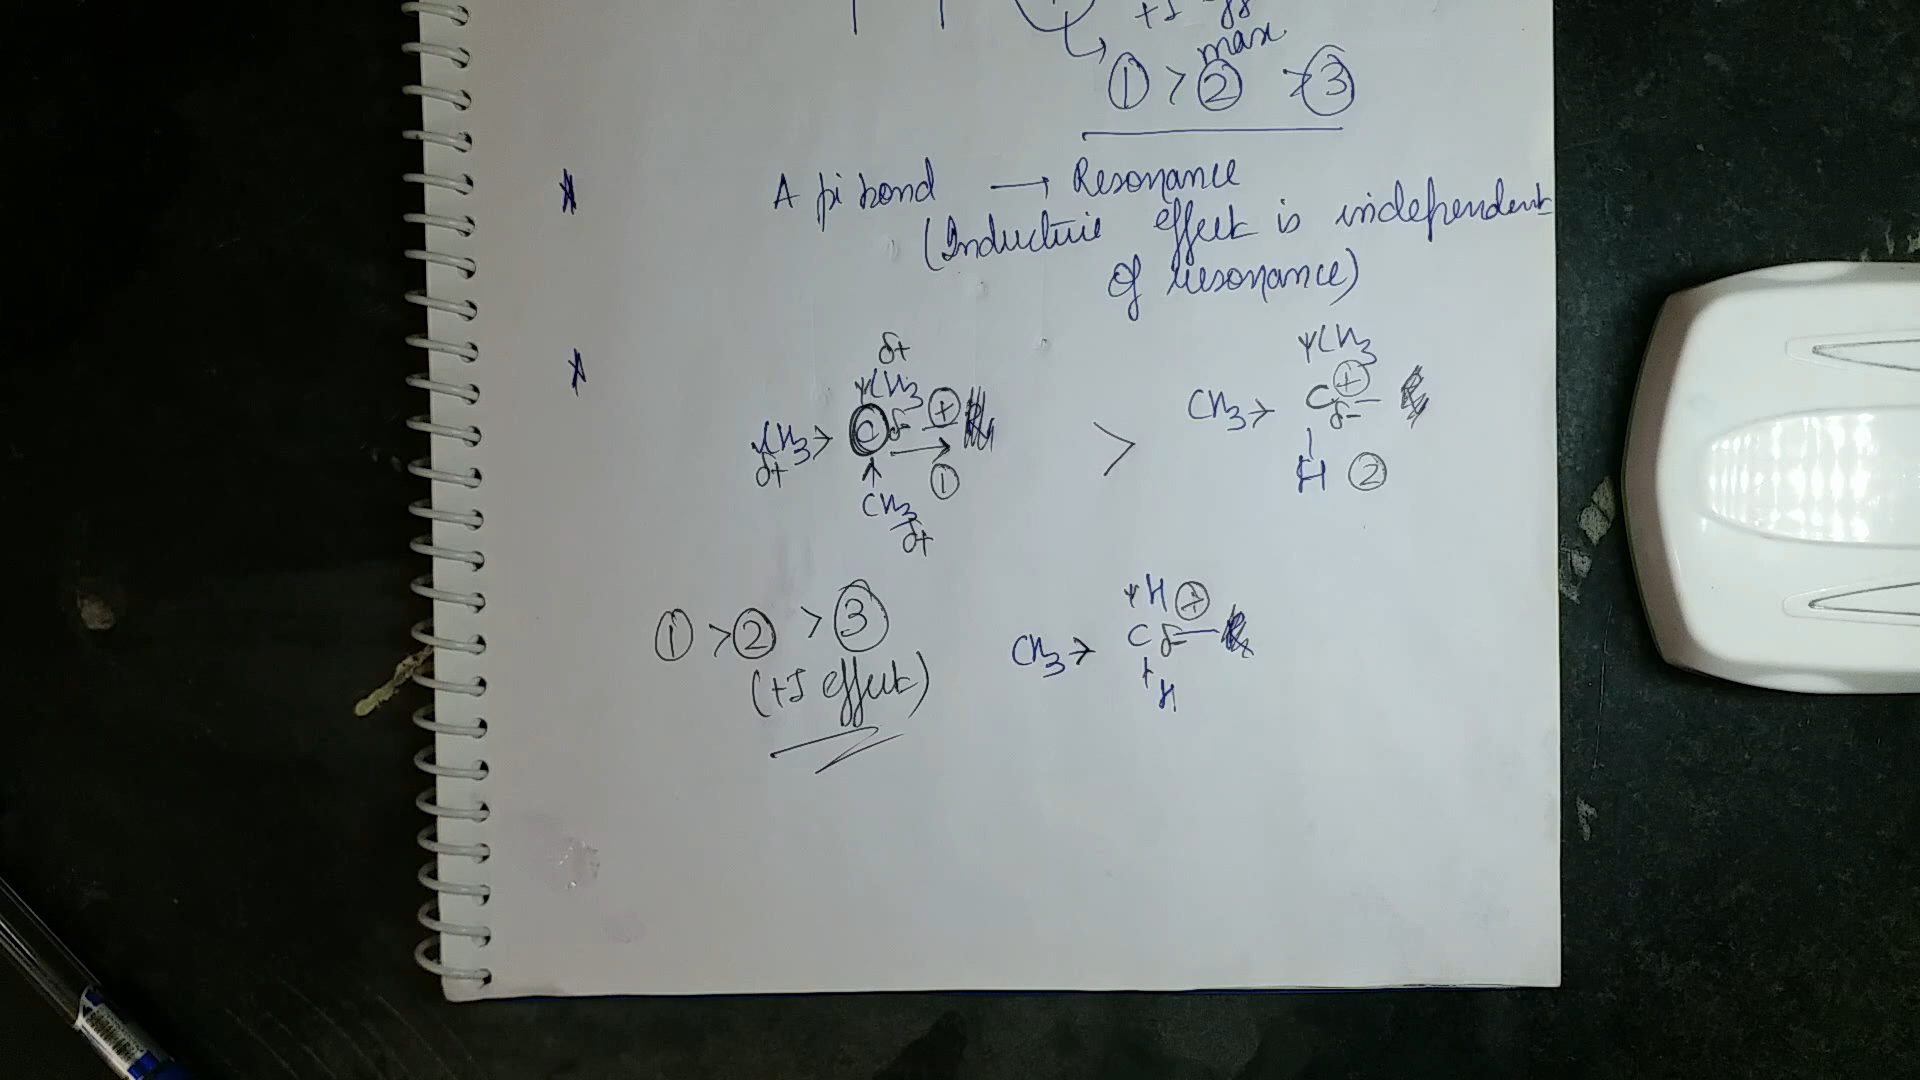 +I
max
① > ② > ③
A pi bond → Resonance
(Inductive effect is independent
of resonance)
δ+
CH3
CH3 > C δ- ⊕
δ+
①
CH3
δ+
>
CH3
CH3 > C ⊕
δ-
H ②
① > ② > ③
(+I effect)
H ⊕
CH3 > C δ-
H